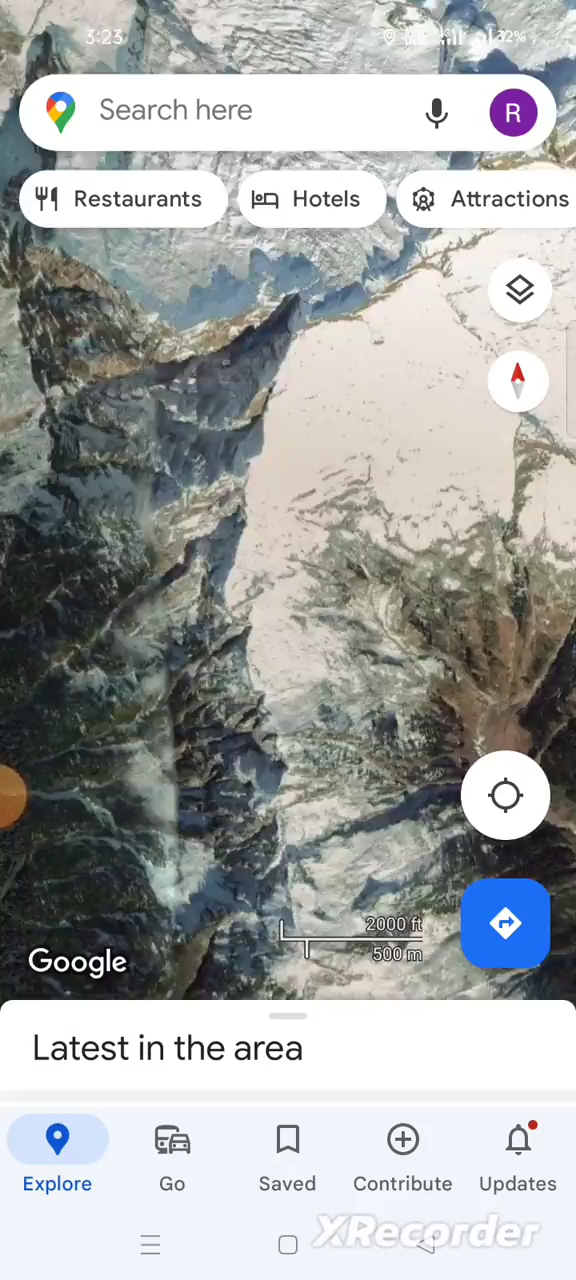 3:23
32%
Search here
R
Restaurants Hotels Attractions
2000 ft
500 m
Google
Latest in the area
Explore Go Saved Contribute Updates
XRecorder